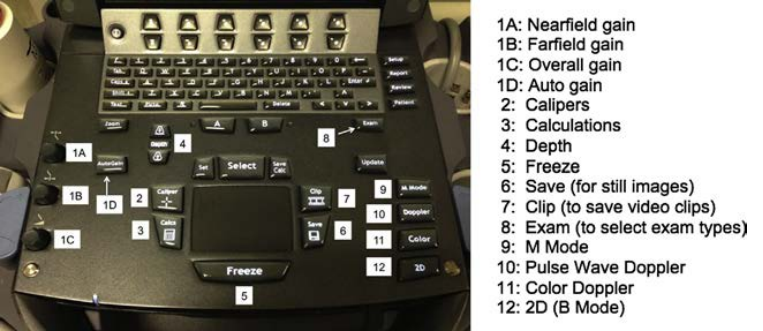 Setup
Report
Review
Patient
Delete
Enter
Zoom
A
B
8
Exam
Depth
4
1A
AutoGain
Set
Select
Save
Calc
Update
1D
1B
2
Caliper
Clip
7
9
M Mode
10
Doppler
3
Calcs
Save
6
11
Color
1C
Freeze
12
2D
5
1A: Nearfield gain
1B: Farfield gain
1C: Overall gain
1D: Auto gain
2: Calipers
3: Calculations
4: Depth
5: Freeze
6: Save (for still images)
7: Clip (to save video clips)
8: Exam (to select exam types)
9: M Mode
10: Pulse Wave Doppler
11: Color Doppler
12: 2D (B Mode)